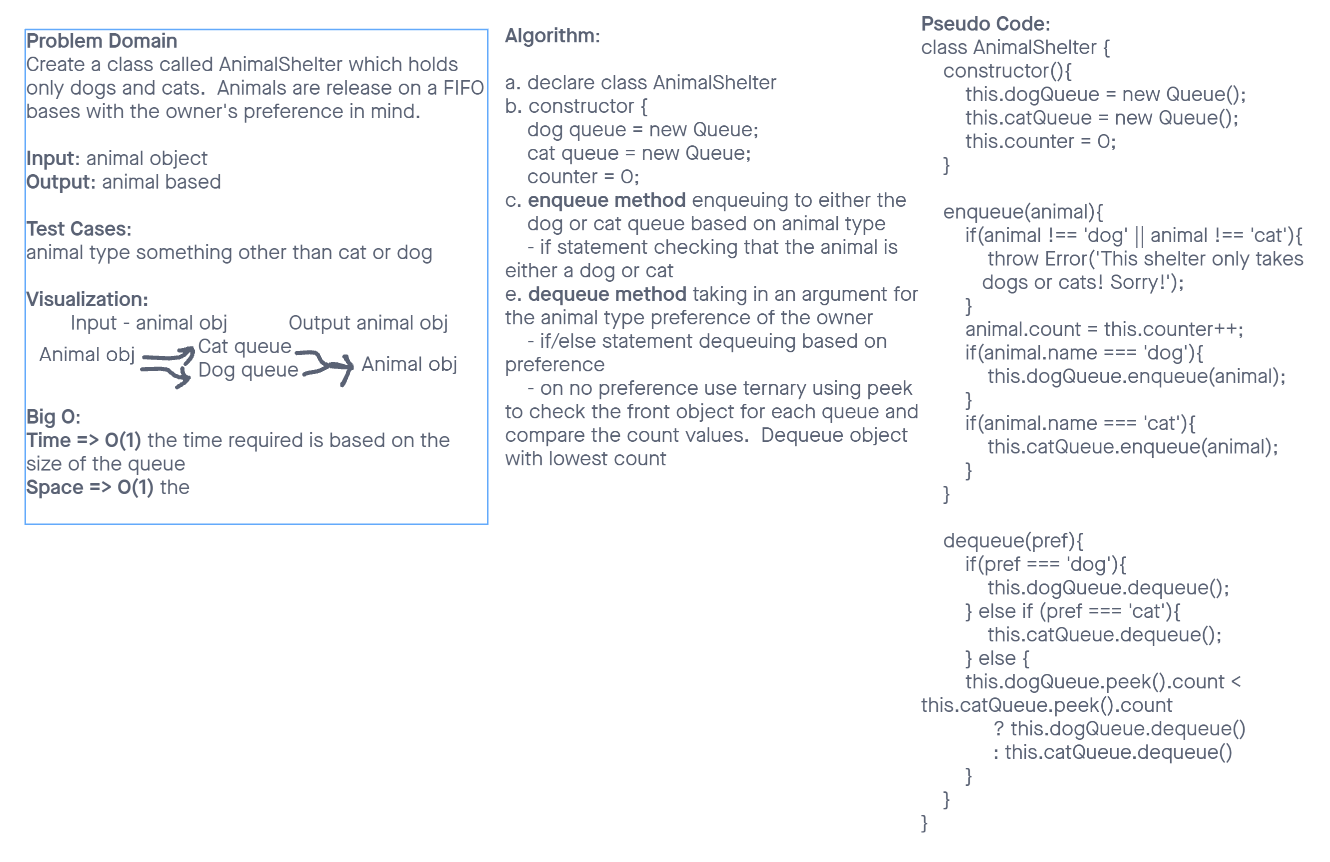 Problem Domain
Create a class called AnimalShelter which holds
only dogs and cats.  Animals are release on a FIFO
bases with the owner's preference in mind.
Input: animal object
Output: animal based
Test Cases:
animal type something other than cat or dog
Visualization:
Input - animal obj
Output animal obj
Animal obj
Cat queue
Dog queue
Animal obj
Big O:
Time => O(1) the time required is based on the
size of the queue
Space => O(1) the
Algorithm:
a. declare class AnimalShelter
b. constructor {
dog queue = new Queue;
cat queue = new Queue;
counter = 0;
c. enqueue method enqueuing to either the
dog or cat queue based on animal type
- if statement checking that the animal is
either a dog or cat
e. dequeue method taking in an argument for
the animal type preference of the owner
- if/else statement dequeuing based on
preference
- on no preference use ternary using peek
to check the front object for each queue and
compare the count values.  Dequeue object
with lowest count
Pseudo Code:
class AnimalShelter {
constructor(){
this.dogQueue = new Queue();
this.catQueue = new Queue();
this.counter = 0;
}
enqueue(animal){
if(animal !== 'dog' || animal !== 'cat'){
throw Error('This shelter only takes
dogs or cats! Sorry!');
}
animal.count = this.counter++;
if(animal.name === 'dog'){
this.dogQueue.enqueue(animal);
}
if(animal.name === 'cat'){
this.catQueue.enqueue(animal);
}
}
dequeue(pref){
if(pref === 'dog'){
this.dogQueue.dequeue();
} else if (pref === 'cat'){
this.catQueue.dequeue();
} else {
this.dogQueue.peek().count <
this.catQueue.peek().count
? this.dogQueue.dequeue()
: this.catQueue.dequeue()
}
}
}